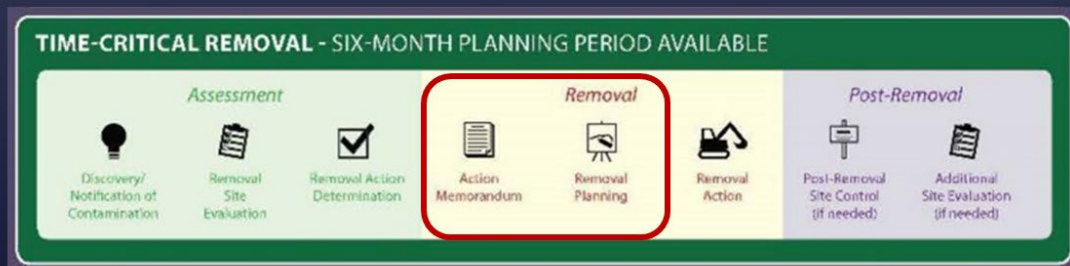 TIME-CRITICAL REMOVAL - SIX-MONTH PLANNING PERIOD AVAILABLE
Assessment
Discovery/
Notification of
Contamination
Removal
Site
Evaluation
Removal Action
Determination
Removal
Action
Memorandum
Removal
Planning
Removal
Action
Post-Removal
Post-Removal
Site Control
(if needed)
Additional
Site Evaluation
(if needed)